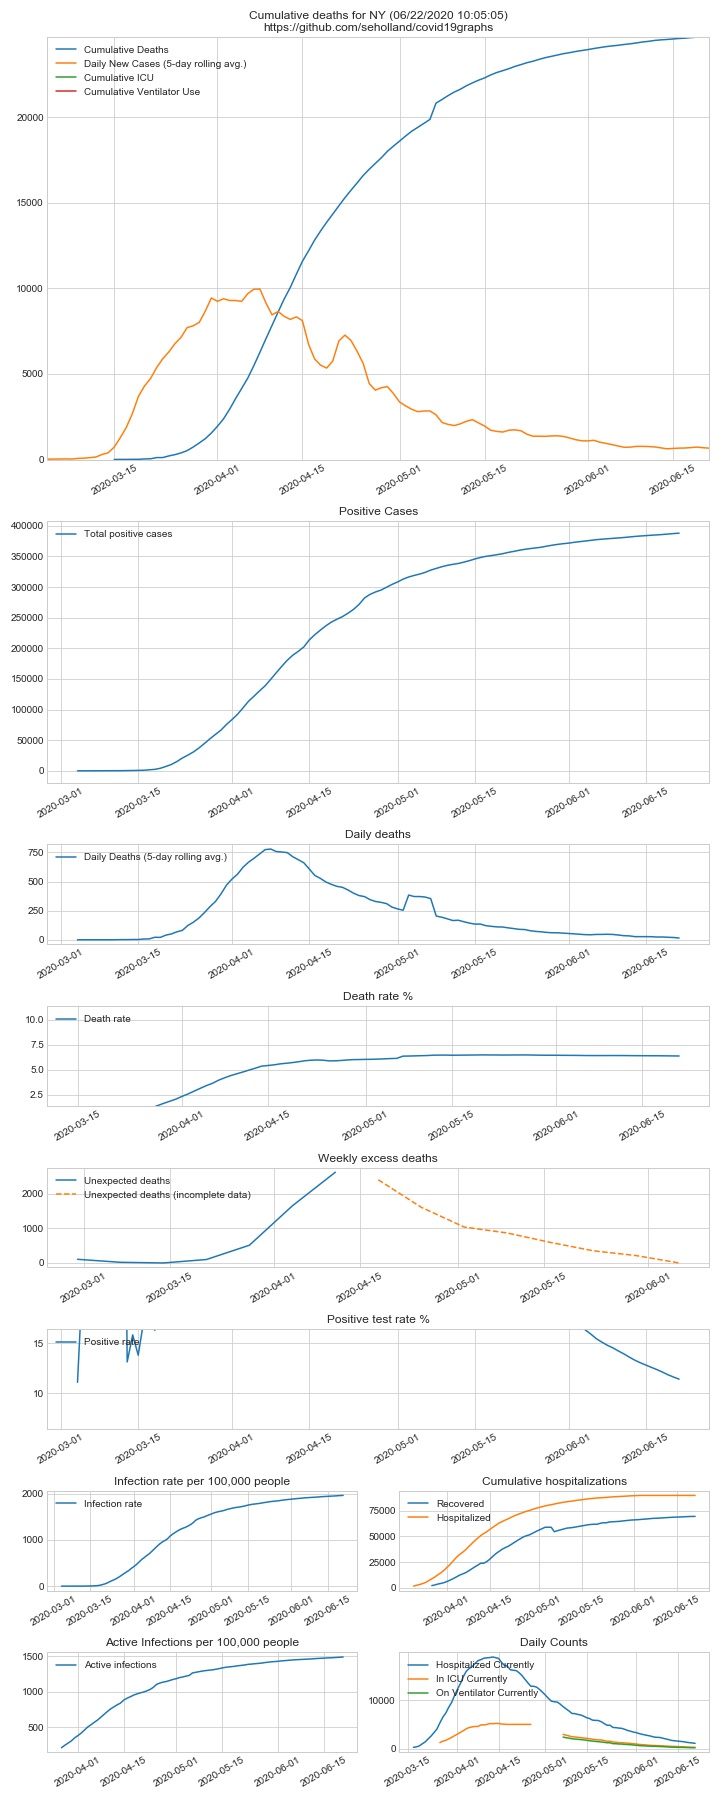 Cumulative deaths for NY (06/22/2020 10:05:05)
https://github.com/seholland/covid19graphs
Cumulative Deaths
Daily New Cases (5-day rolling avg.)
Cumulative ICU
Cumulative Ventilator Use
20000
15000
10000
5000
0
2020-03-15 2020-04-01 2020-04-15 2020-05-01 2020-05-15 2020-06-01 2020-06-15
Positive Cases
Total positive cases
400000
350000
300000
250000
200000
150000
100000
50000
0
2020-03-01 2020-03-15 2020-04-01 2020-04-15 2020-05-01 2020-05-15 2020-06-01 2020-06-15
Daily deaths
Daily Deaths (5-day rolling avg.)
750
500
250
0
2020-03-01 2020-03-15 2020-04-01 2020-04-15 2020-05-01 2020-05-15 2020-06-01 2020-06-15
Death rate %
Death rate
10.0
7.5
5.0
2.5
2020-03-15 2020-04-01 2020-04-15 2020-05-01 2020-05-15 2020-06-01 2020-06-15
Weekly excess deaths
Unexpected deaths
Unexpected deaths (incomplete data)
2000
1000
0
2020-03-01 2020-03-15 2020-04-01 2020-04-15 2020-05-01 2020-05-15 2020-06-01
Positive test rate %
Positive rate
15
10
2020-03-01 2020-03-15 2020-04-01 2020-04-15 2020-05-01 2020-05-15 2020-06-01 2020-06-15
Infection rate per 100,000 people
Infection rate
2000
1000
0
2020-03-01 2020-03-15 2020-04-01 2020-04-15 2020-05-01 2020-05-15 2020-06-01 2020-06-15
Cumulative hospitalizations
Recovered
Hospitalized
75000
50000
25000
0
2020-04-01 2020-04-15 2020-05-01 2020-05-15 2020-06-01 2020-06-15
Active Infections per 100,000 people
Active infections
1500
1000
500
2020-04-01 2020-04-15 2020-05-01 2020-05-15 2020-06-01 2020-06-15
Daily Counts
Hospitalized Currently
In ICU Currently
On Ventilator Currently
10000
0
2020-03-15 2020-04-01 2020-04-15 2020-05-01 2020-05-15 2020-06-01 2020-06-15